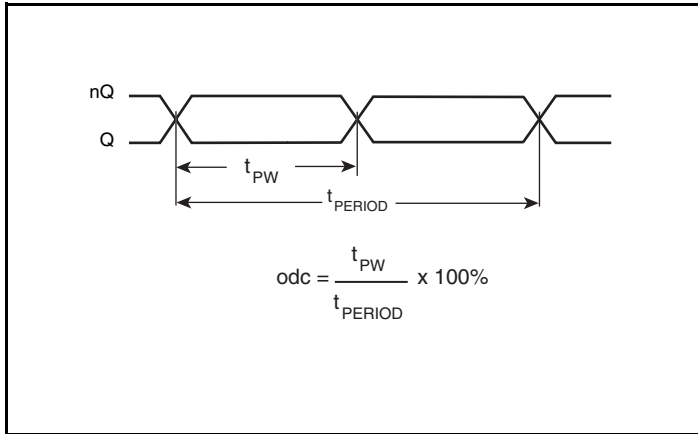 nQ
Q
tPW
tPERIOD
odc = tPW / tPERIOD x 100%